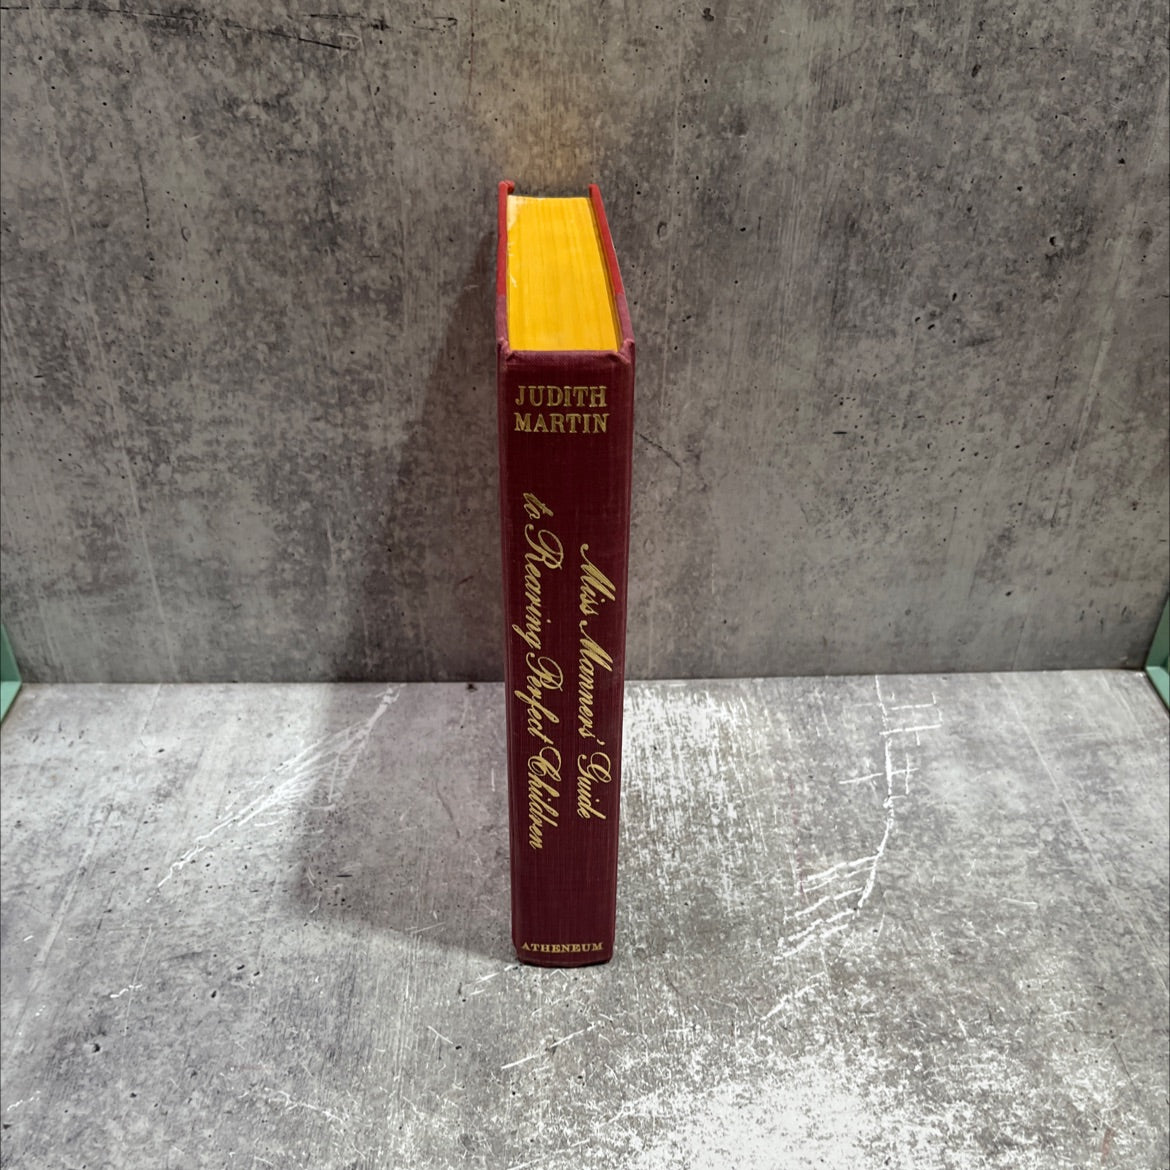 JUDITH
MARTIN
Miss Manners' Guide
to Rearing Perfect Children
ATHENEUM